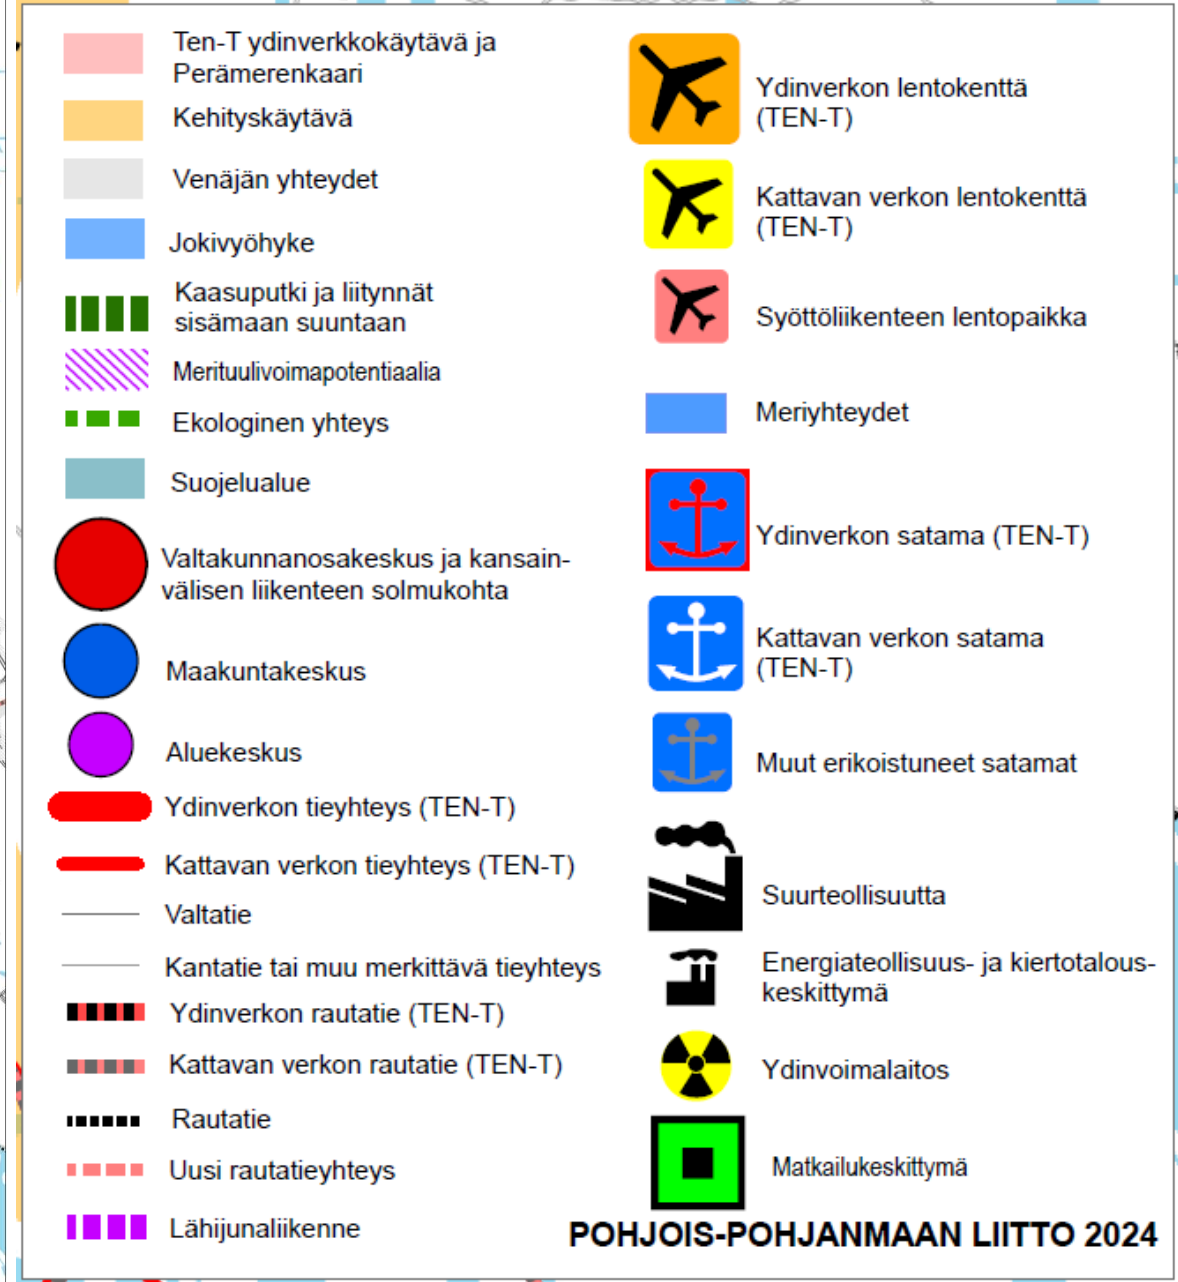 Ten-T ydinverkkokäytävä ja
Perämerenkaari
Kehityskäytävä
Venäjän yhteydet
Jokivyöhyke
Kaasuputki ja liitynnät
sisämaan suuntaan
Merituulivoimapotentiaalia
Ekologinen yhteys
Suojelualue
Valtakunnanosakeskus ja kansain-
välisen liikenteen solmukohta
Maakuntakeskus
Aluekeskus
Ydinverkon tieyhteys (TEN-T)
Kattavan verkon tieyhteys (TEN-T)
Valtatie
Kantatie tai muu merkittävä tieyhteys
Ydinverkon rautatie (TEN-T)
Kattavan verkon rautatie (TEN-T)
Rautatie
Uusi rautatieyhteys
Lähijunaliikenne
Ydinverkon lentokenttä
(TEN-T)
Kattavan verkon lentokenttä
(TEN-T)
Syöttöliikenteen lentopaikka
Meriyhteydet
Ydinverkon satama (TEN-T)
Kattavan verkon satama
(TEN-T)
Muut erikoistuneet satamat
Suurteollisuutta
Energiateollisuus- ja kiertotalous-
keskittymä
Ydinvoimalaitos
Matkailukeskittymä
POHJOIS-POHJANMAAN LIITTO 2024